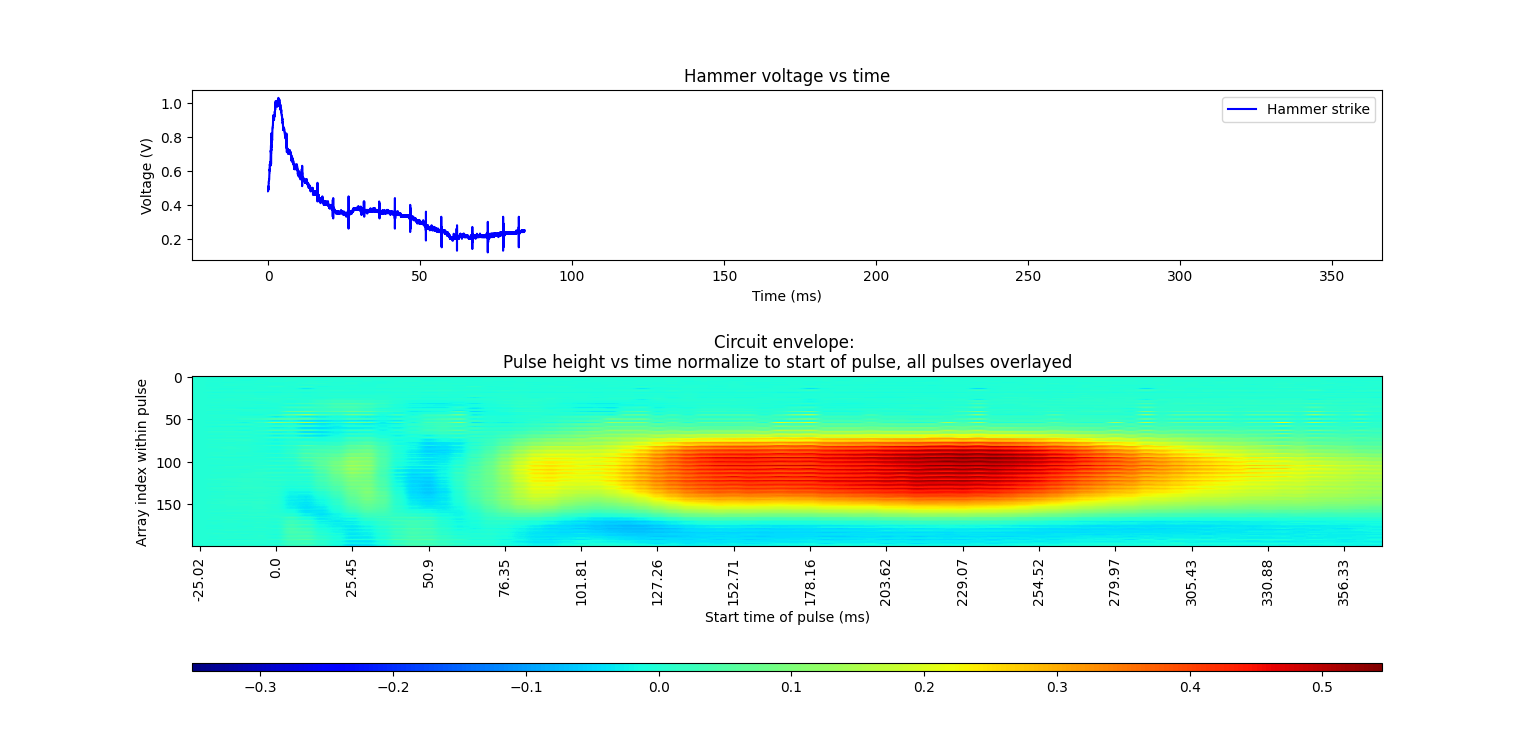 Hammer voltage vs time
Voltage (V)
1.0
0.8
0.6
0.4
0.2
Hammer strike
0 50 100 150 200 250 300 350
Time (ms)
Circuit envelope:
Pulse height vs time normalize to start of pulse, all pulses overlayed
Array index within pulse
0
50
100
150
-25.02 0.0 25.45 50.9 76.35 101.81 127.26 152.71 178.16 203.62 229.07 254.52 279.97 305.43 330.88 356.33
Start time of pulse (ms)
−0.3 −0.2 −0.1 0.0 0.1 0.2 0.3 0.4 0.5